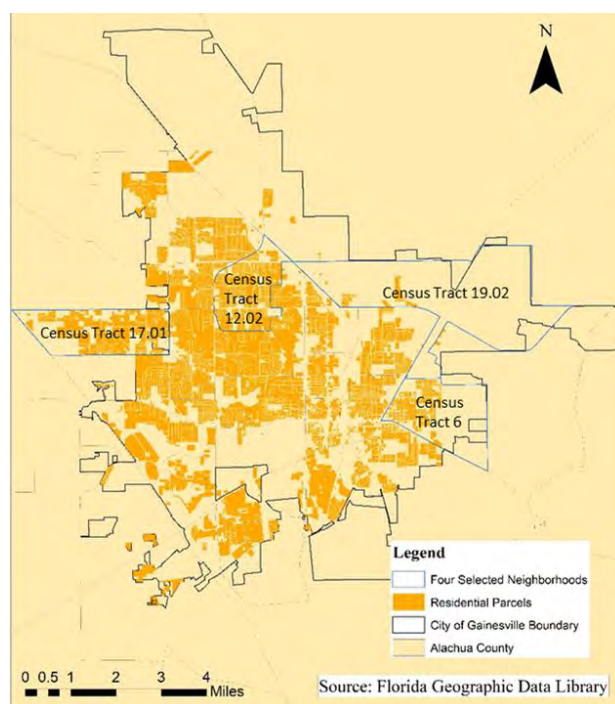 N
Census
Tract
12.02
Census Tract 19.02
Census Tract 17.01
Census
Tract 6
Legend
Four Selected Neighborhoods
Residential Parcels
City of Gainesville Boundary
Alachua County
0 0.5 1 2 3 4
Miles
Source: Florida Geographic Data Library